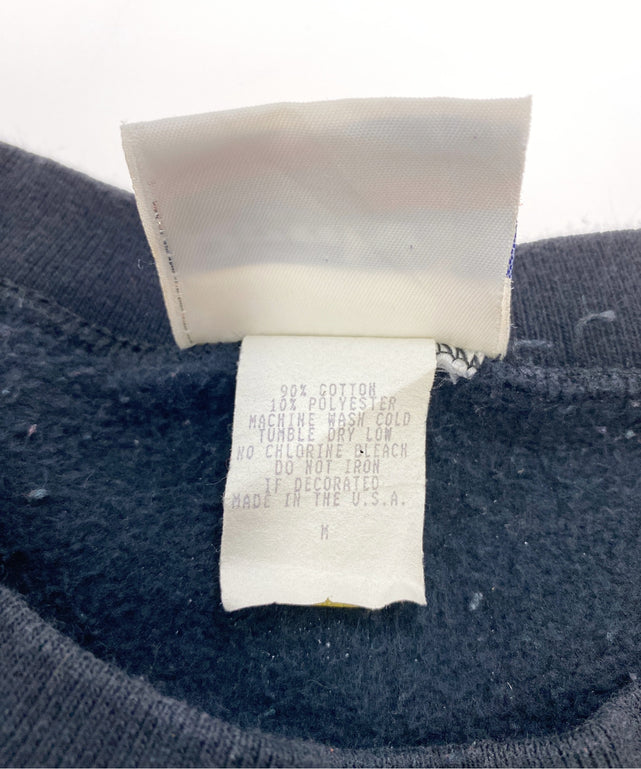 90% COTTON
10% POLYESTER
MACHINE WASH COLD
TUMBLE DRY LOW
NO CHLORINE BLEACH
DO NOT IRON
IF DECORATED
MADE IN THE U.S.A.
M